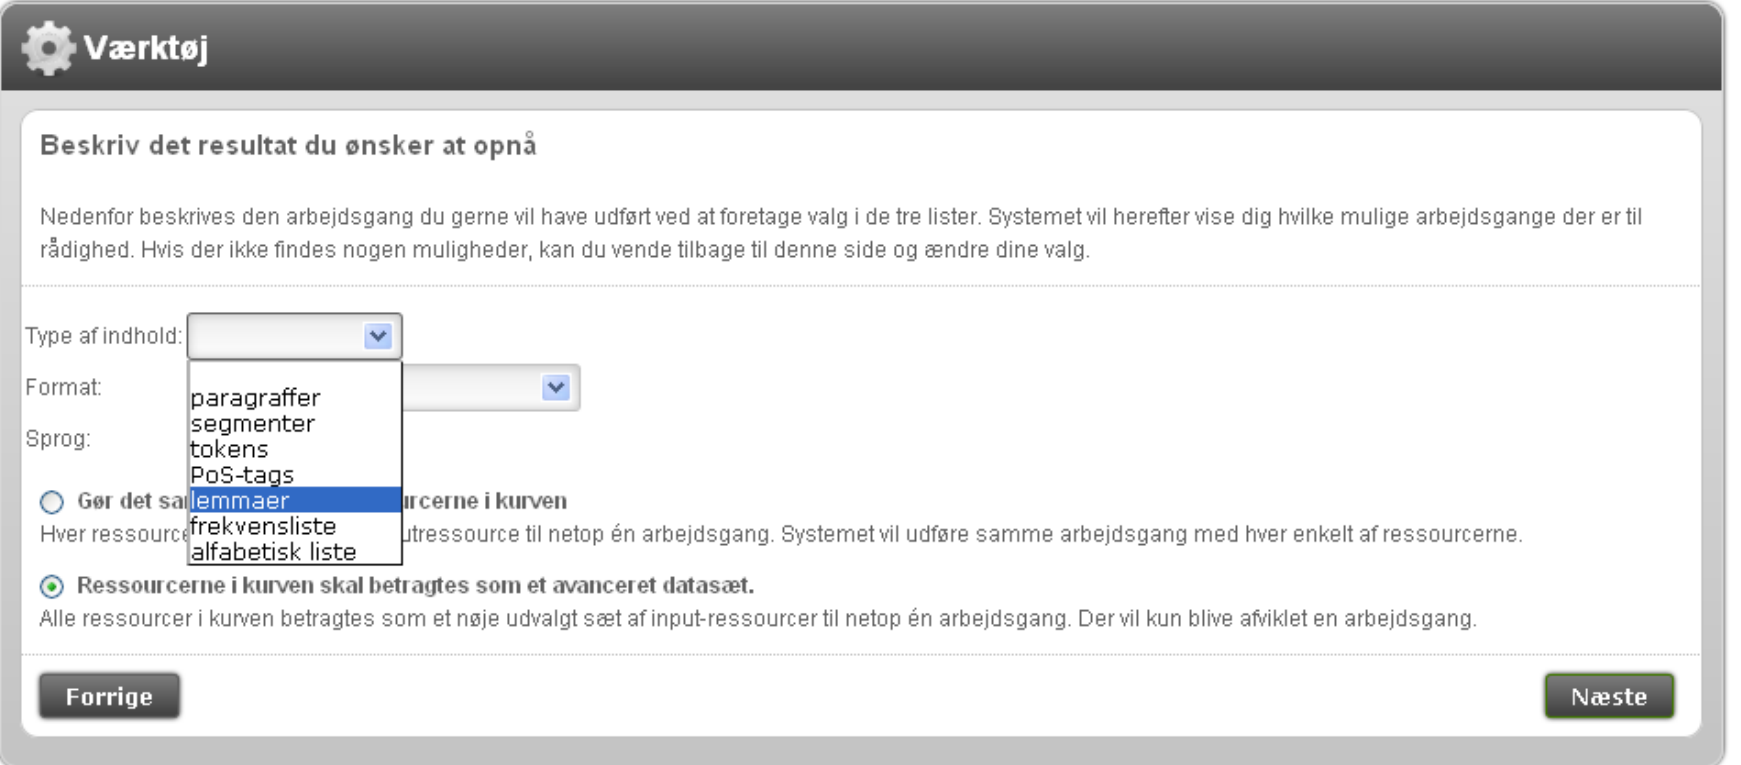 Værktøj
Beskriv det resultat du ønsker at opnå
Nedenfor beskrives den arbejdsgang du gerne vil have udført ved at foretage valg i de tre lister. Systemet vil herefter vise dig hvilke mulige arbejdsgange der er til
rådighed. Hvis der ikke findes nogen muligheder, kan du vende tilbage til denne side og ændre dine valg.
Type af indhold:
Format:
paragraffer
segmenter
Sprog:
tokens
PoS-tags
lemmaer
frekvensliste
alfabetisk liste
Gør det i kurven
Hver til netop én arbejdsgang. Systemet vil udføre samme arbejdsgang med hver enkelt af ressourcerne.
Ressourcerne i kurven skal betragtes som et avanceret datasæt.
Alle ressourcer i kurven betragtes som et nøje udvalgt sæt af input-ressourcer til netop én arbejdsgang. Der vil kun blive afviklet en arbejdsgang.
Forrige
Næste